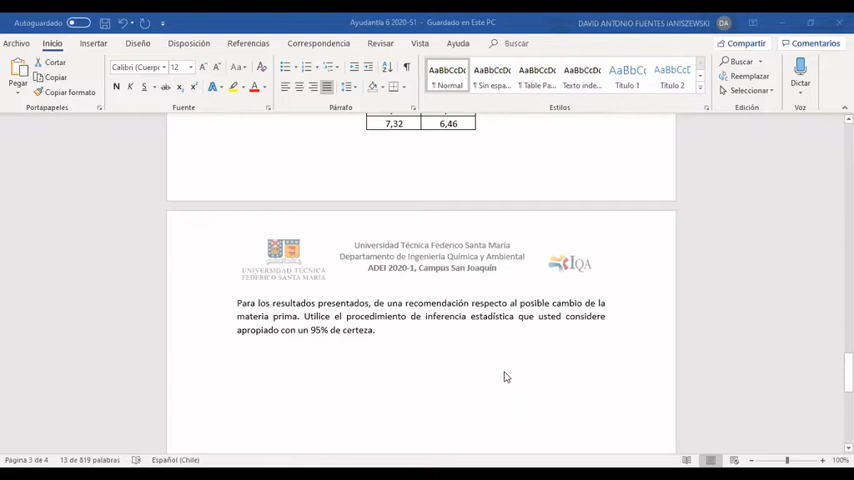 Autoguardado
Ayudantía 6 2020-S1 - Guardado en Este PC
DAVID ANTONIO FUENTES IANISZEWSKI
DA
Archivo Inicio Insertar Diseño Disposición Referencias Correspondencia Revisar Vista Ayuda Buscar
Compartir Comentarios
Pegar
Cortar
Copiar
Copiar formato
Portapapeles
Calibri (Cuerpo 12
N K S
Fuente
Párrafo
AaBbCcDc AaBbCcDc AaBbCcDc AaBbCcDc AaBbCc AaBbCcD
¶ Normal ¶ Sin espa... ¶ Table Pa... Texto inde... Título 1 Título 2
Estilos
Buscar
Reemplazar
Seleccionar
Edición
Dictar
Voz
7,32 6,46
UNIVERSIDAD TÉCNICA
FEDERICO SANTA MARÍA
Universidad Técnica Federico Santa María
Departamento de Ingeniería Química y Ambiental
ADEI 2020-1, Campus San Joaquín
IQA
Para los resultados presentados, de una recomendación respecto al posible cambio de la
materia prima. Utilice el procedimiento de inferencia estadística que usted considere
apropiado con un 95% de certeza.
Página 3 de 4 13 de 819 palabras Español (Chile) 100%